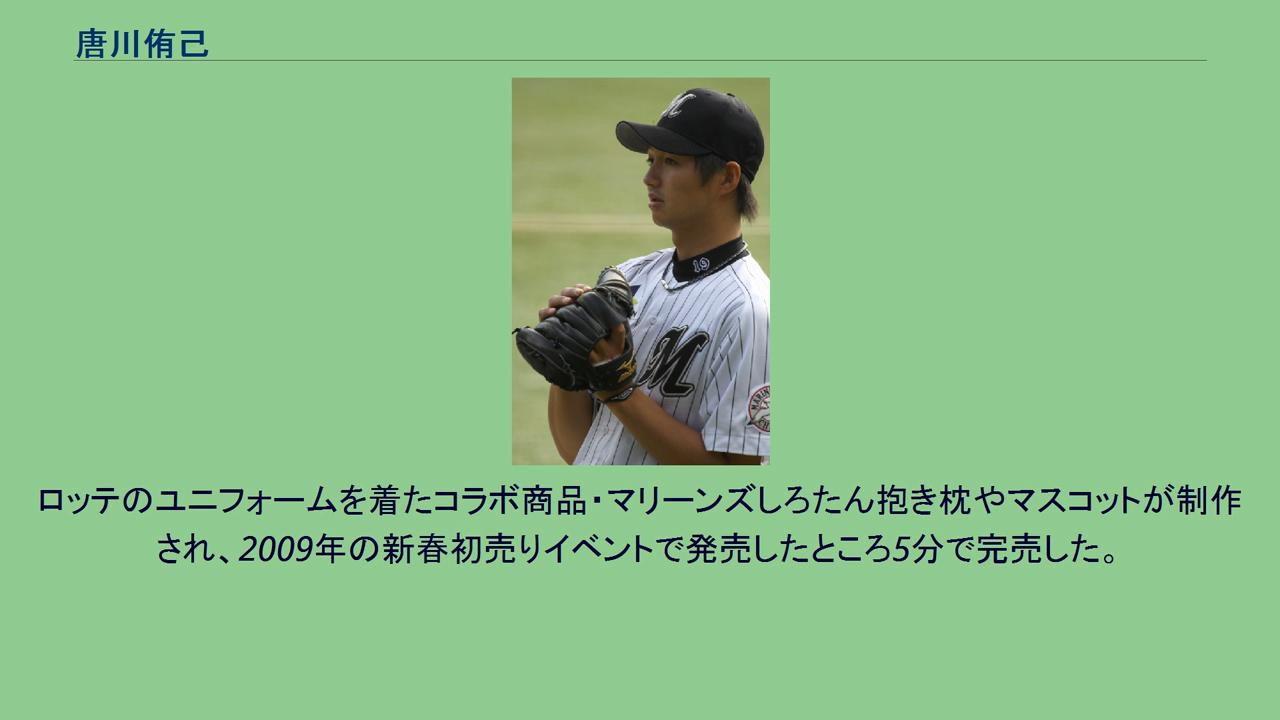 唐川侑己
M
19
M
ロッテのユニフォームを着たコラボ商品・マリーンズしろたん抱き枕やマスコットが制作
され、2009年の新春初売りイベントで発売したところ5分で完売した。